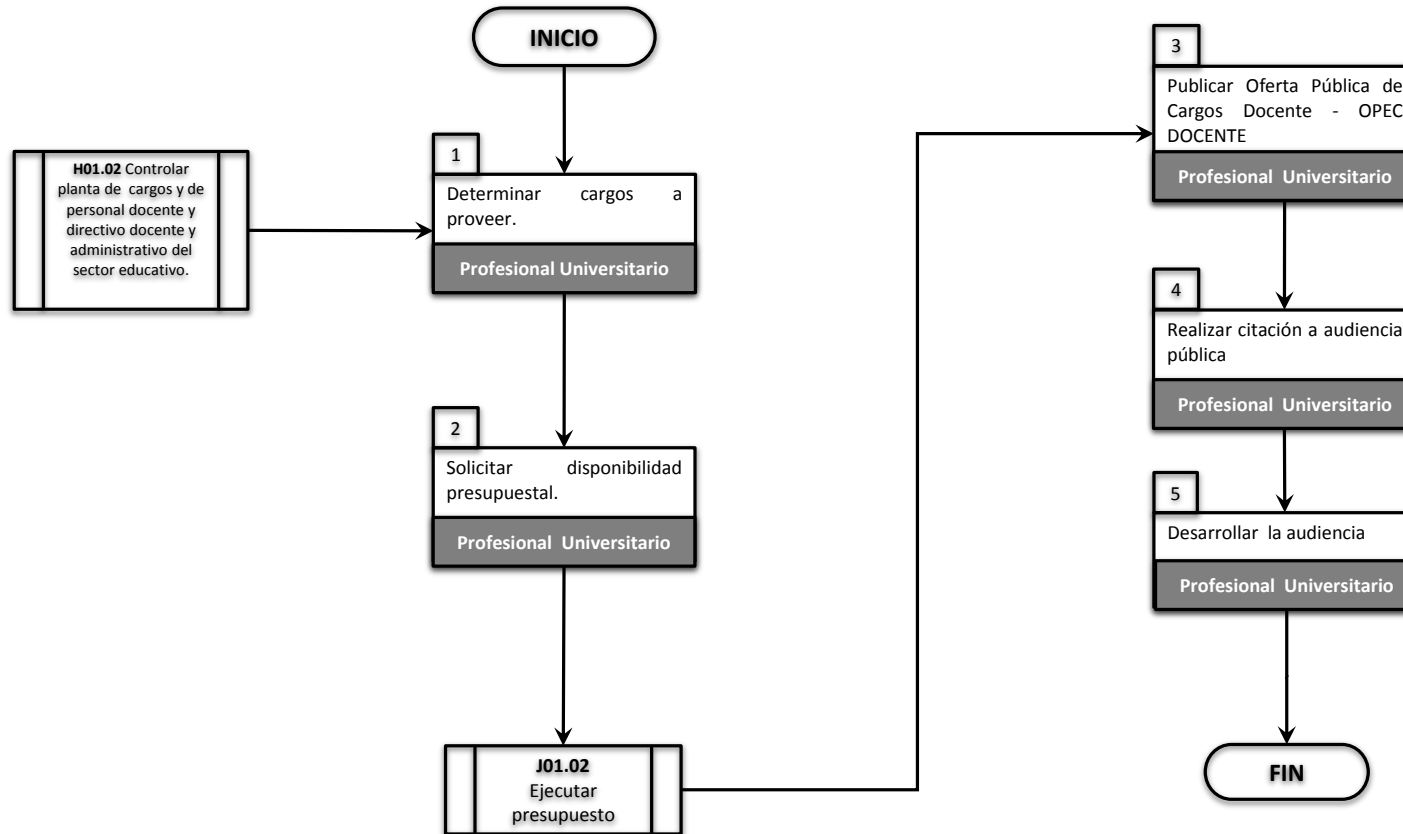 INICIO
H01.02 Controlar
planta de cargos y de
personal docente y
directivo docente y
administrativo del
sector educativo.
1
Determinar cargos a
proveer.
Profesional Universitario
2
Solicitar disponibilidad
presupuestal.
Profesional Universitario
J01.02
Ejecutar
presupuesto
3
Publicar Oferta Pública de
Cargos Docente - OPEC
DOCENTE
Profesional Universitario
4
Realizar citación a audiencia
pública
Profesional Universitario
5
Desarrollar la audiencia
Profesional Universitario
FIN